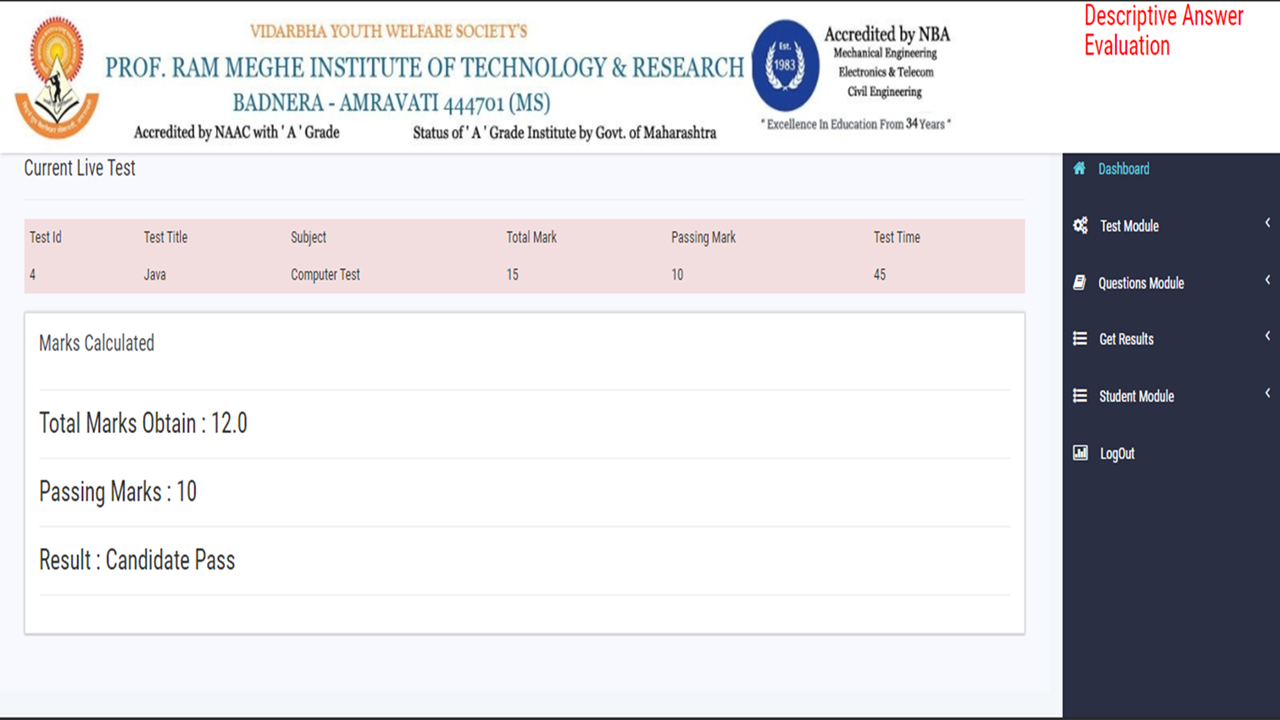 VIDARBHA YOUTH WELFARE SOCIETY'S
PROF. RAM MEGHE INSTITUTE OF TECHNOLOGY & RESEARCH
BADNERA - AMRAVATI 444701 (MS)
Accredited by NAAC with ' A ' Grade Status of ' A ' Grade Institute by Govt. of Maharashtra
Est.
1983
Accredited by NBA
Mechanical Engineering
Electronics & Telecom
Civil Engineering
" Excellence In Education From 34 Years "
Descriptive Answer
Evaluation
Current Live Test
Test Id Test Title Subject Total Mark Passing Mark Test Time
4 Java Computer Test 15 10 45
Marks Calculated
Total Marks Obtain : 12.0
Passing Marks : 10
Result : Candidate Pass
Dashboard
Test Module
Questions Module
Get Results
Student Module
LogOut